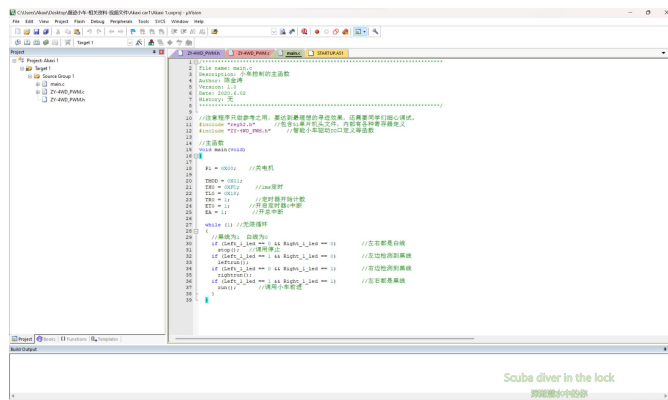 C:\Users\Akaxi\Desktop\循迹小车-相关资料-视频文件\Akaxi car\Akaxi 1.uvproj - µVision
File Edit View Project Flash Debug Peripherals Tools SVCS Window Help
Target 1
Project
Project: Akaxi 1
Target 1
Source Group 1
main.c
ZY-4WD_PWM.c
ZY-4WD_PWM.h
ZY-4WD_PWM.h ZY-4WD_PWM.c main.c STARTUP.A51
1 /*******************************************
2 File name: main.c
3 Description: 小车控制的主函数
4 Author: 陈金涛
5 Version: 1.0
6 Date: 2020.6.02
7 History: 无
8 *******************************************/
9
10 //注意程序只做参考之用,要达到最理想的寻迹效果,还需要同学们细心调试。
11 #include "reg52.h" //包含51单片机头文件,内部有各种寄存器定义
12 #include "ZY-4WD_PWM.h" //智能小车驱动IO口定义等函数
13
14 //主函数
15 void main(void)
16 {
17
18 P1 = 0X00; //关电机
19
20 TMOD = 0X01;
21 TH0 = 0XFC; //1ms定时
22 TL0 = 0X18;
23 TR0 = 1; //定时器开始计数
24 ET0 = 1; //开启定时器0中断
25 EA = 1; //开总中断
26
27 while (1) //无限循环
28 {
29 //黑线为1 白线为0
30 if (Left_1_led == 0 && Right_1_led == 0) //左右都是白线
31 stop(); //调用停止
32 if (Left_1_led == 1 && Right_1_led == 0) //左边检测到黑线
33 leftrun();
34 if (Left_1_led == 0 && Right_1_led == 1) //右边检测到黑线
35 rightrun();
36 if (Left_1_led == 1 && Right_1_led == 1) //左右都是黑线
37 run(); //调用小车前进
38 }
39 }
Project Books Functions Templates
Build Output
Scuba diver in the lock